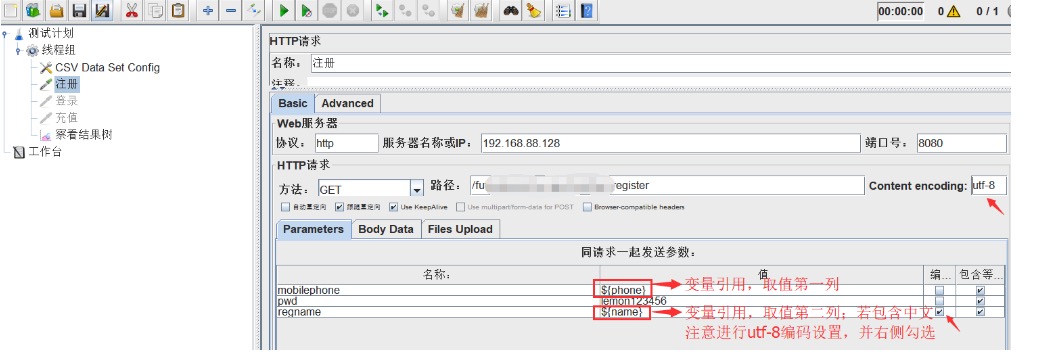 00:00:00 0 0 / 1
测试计划
线程组
CSV Data Set Config
注册
登录
充值
察看结果树
工作台
HTTP请求
名称： 注册
注释：
Basic Advanced
Web服务器
协议： http 服务器名称或IP： 192.168.88.128 端口号： 8080
HTTP请求
方法： GET 路径： /fu register Content encoding: utf-8
自动重定向 跟随重定向 Use KeepAlive Use multipart/form-data for POST Browser-compatible headers
Parameters Body Data Files Upload
同请求一起发送参数：
名称： 值 编... 包含等...
mobilephone ${phone} 变量引用，取值第一列
pwd lemon123456
regname ${name} 变量引用，取值第二列；若包含中文
注意进行utf-8编码设置，并右侧勾选